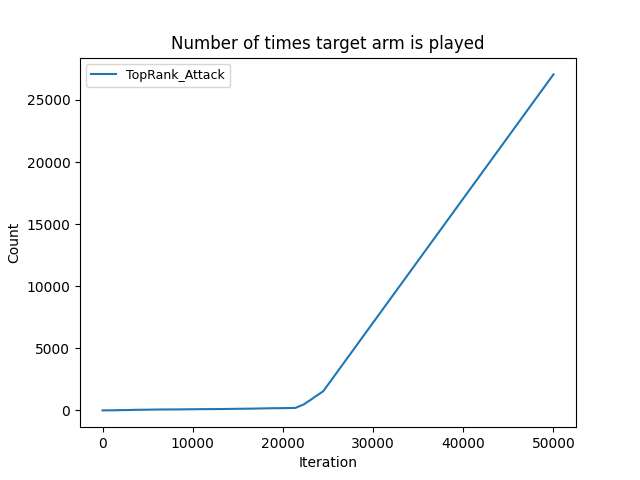 Number of times target arm is played
TopRank_Attack
Count
25000
20000
15000
10000
5000
0
0 10000 20000 30000 40000 50000
Iteration